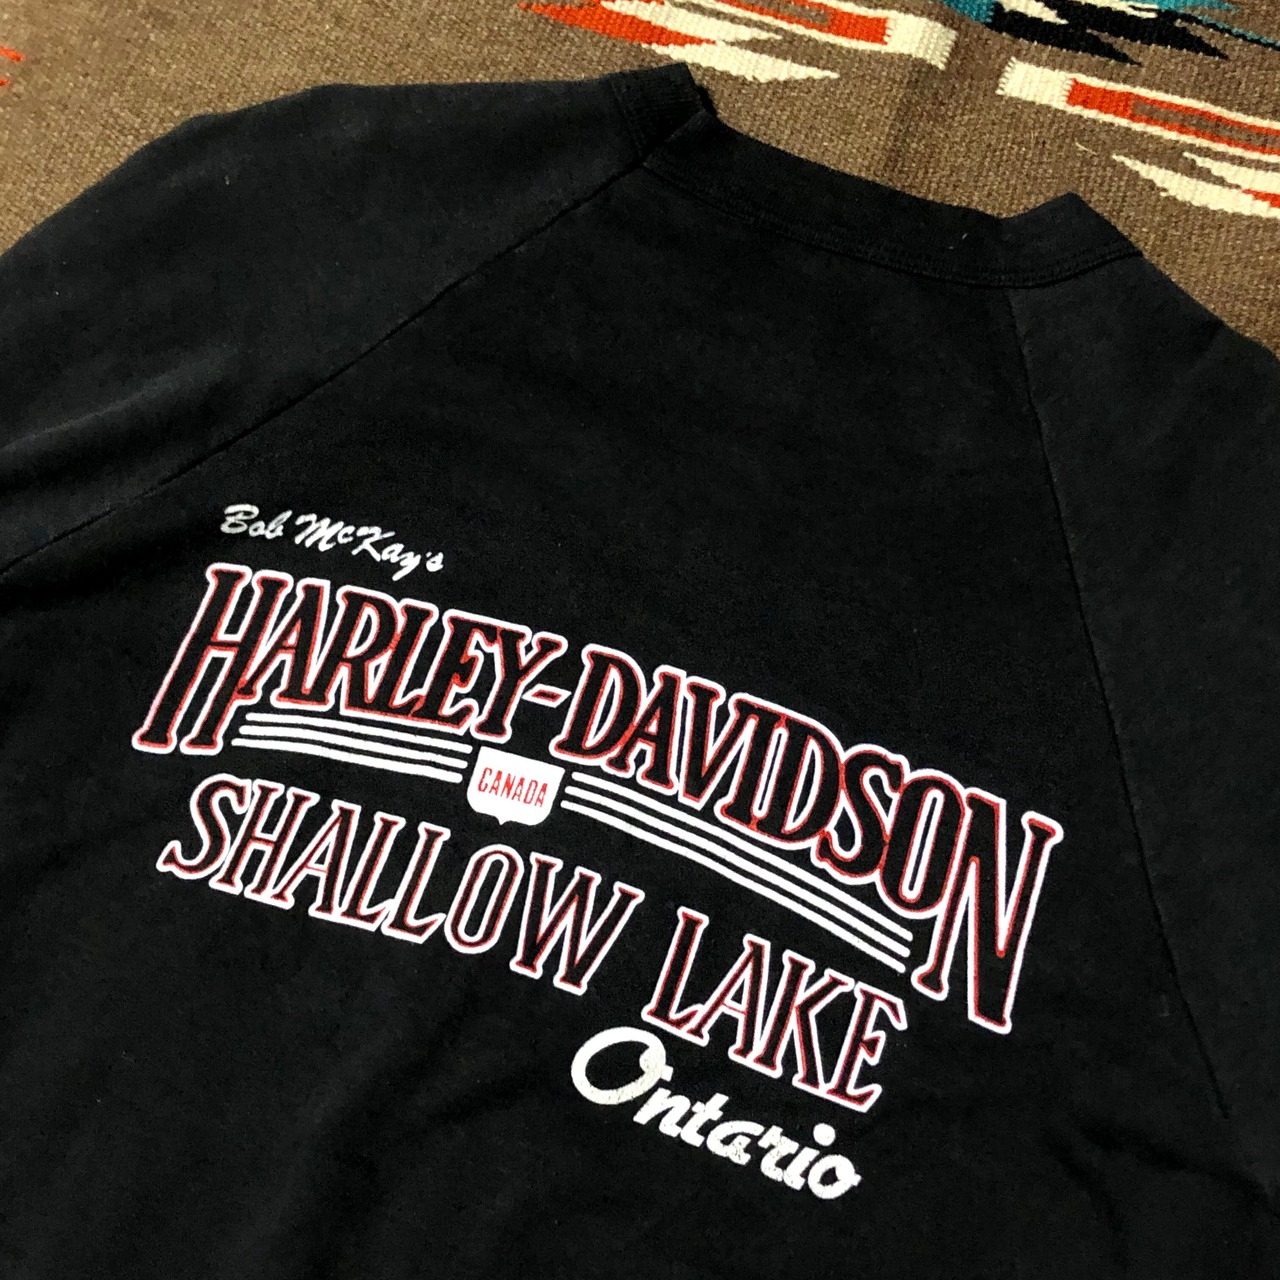 Bob McKay's
HARLEY-DAVIDSON
CANADA
SHALLOW LAKE
Ontario